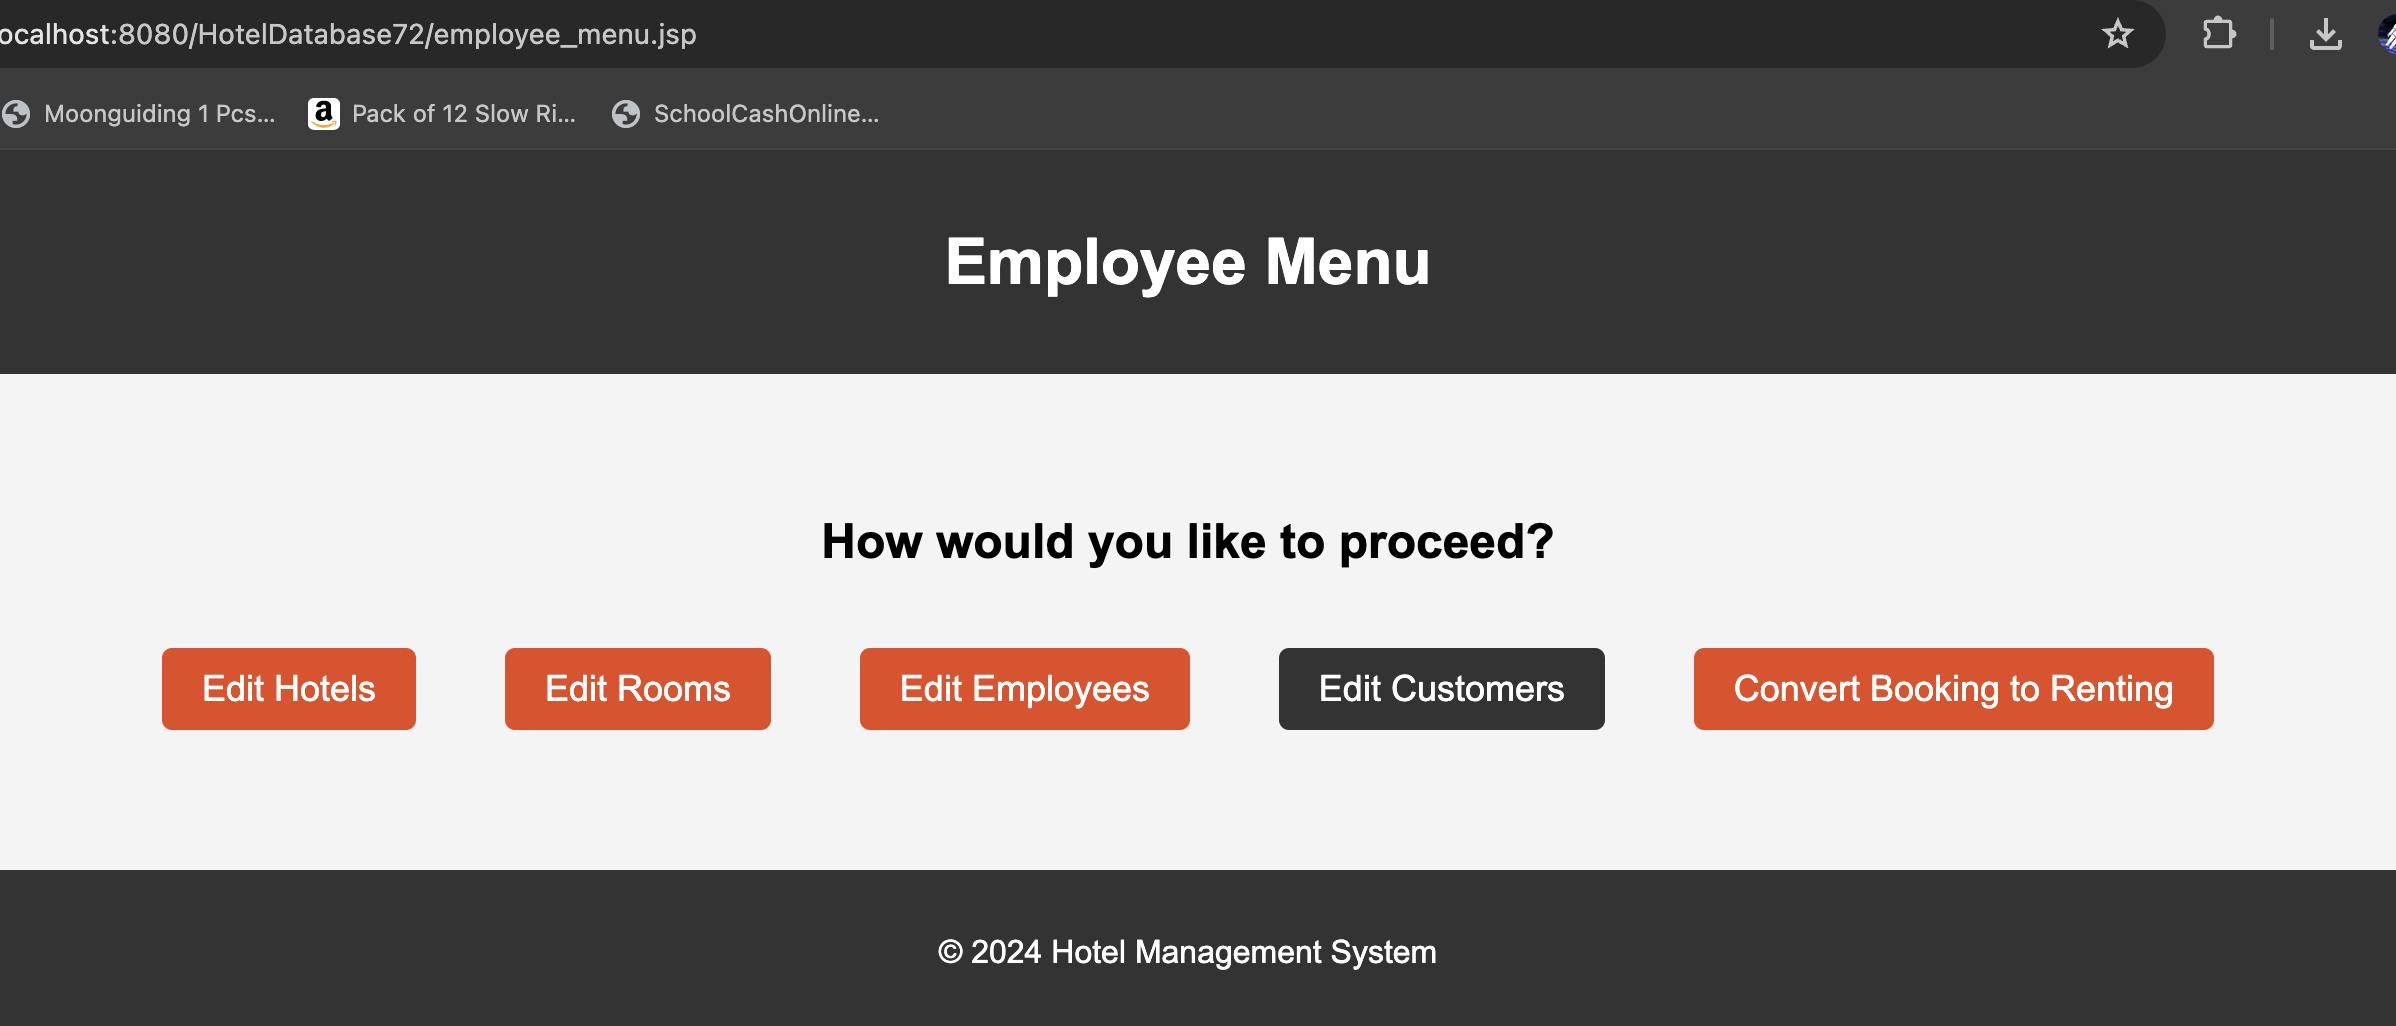 ocalhost:8080/HotelDatabase72/employee_menu.jsp
Moonguiding 1 Pcs... Pack of 12 Slow Ri... SchoolCashOnline...
Employee Menu
How would you like to proceed?
Edit Hotels Edit Rooms Edit Employees Edit Customers Convert Booking to Renting
© 2024 Hotel Management System